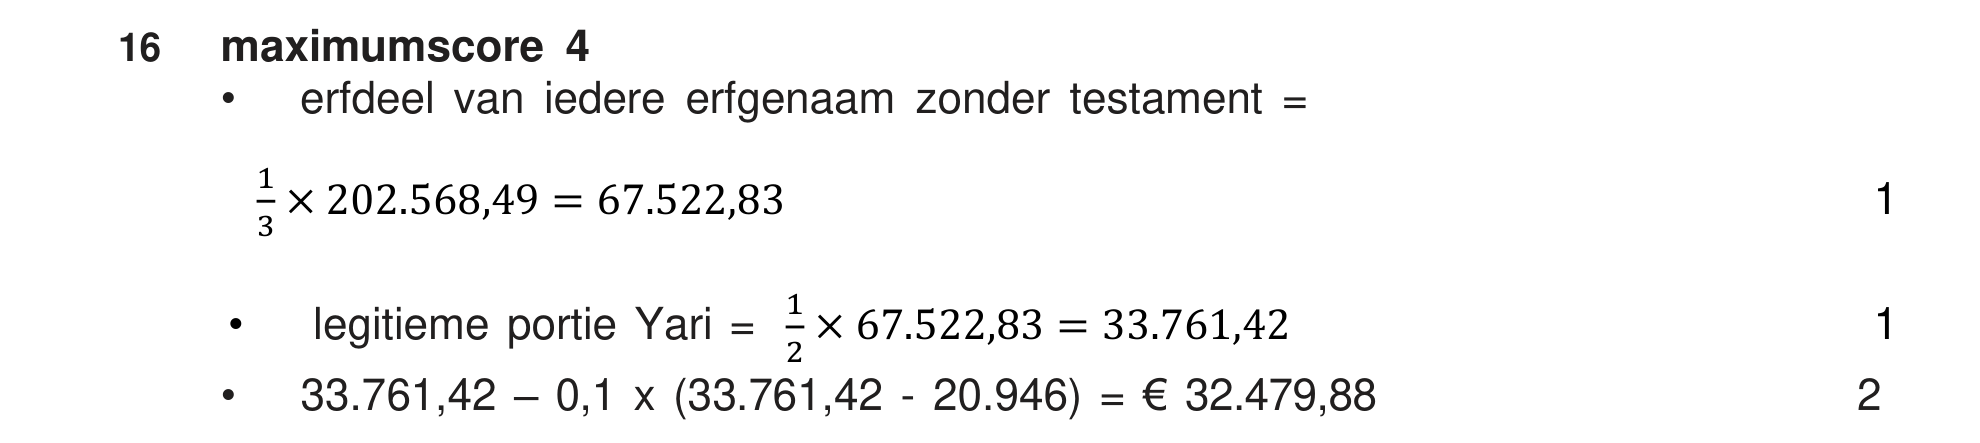 16 maximumscore 4
• erfdeel van iedere erfgenaam zonder testament =
1/3 × 202.568,49 = 67.522,83 1
• legitieme portie Yari = 1/2 × 67.522,83 = 33.761,42 1
• 33.761,42 – 0,1 x (33.761,42 - 20.946) = € 32.479,88 2